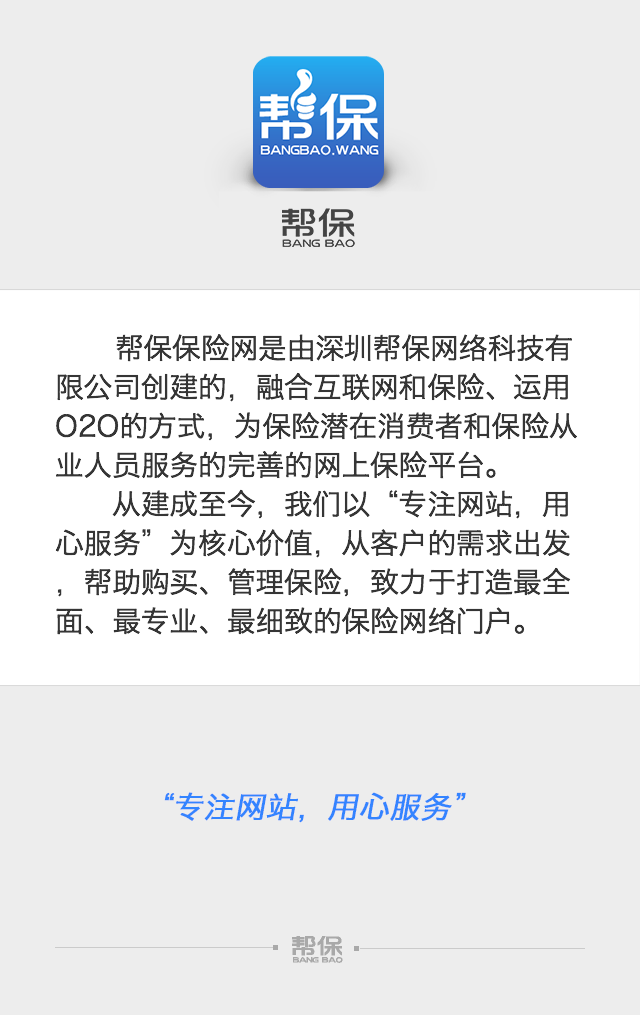 帮保
BANGBAO.WANG
帮保
BANG BAO
帮保保险网是由深圳帮保网络科技有
限公司创建的，融合互联网和保险、运用
O2O的方式，为保险潜在消费者和保险从
业人员服务的完善的网上保险平台。
从建成至今，我们以“专注网站，用
心服务”为核心价值，从客户的需求出发
，帮助购买、管理保险，致力于打造最全
面、最专业、最细致的保险网络门户。
“专注网站，用心服务”
帮保
BANG BAO